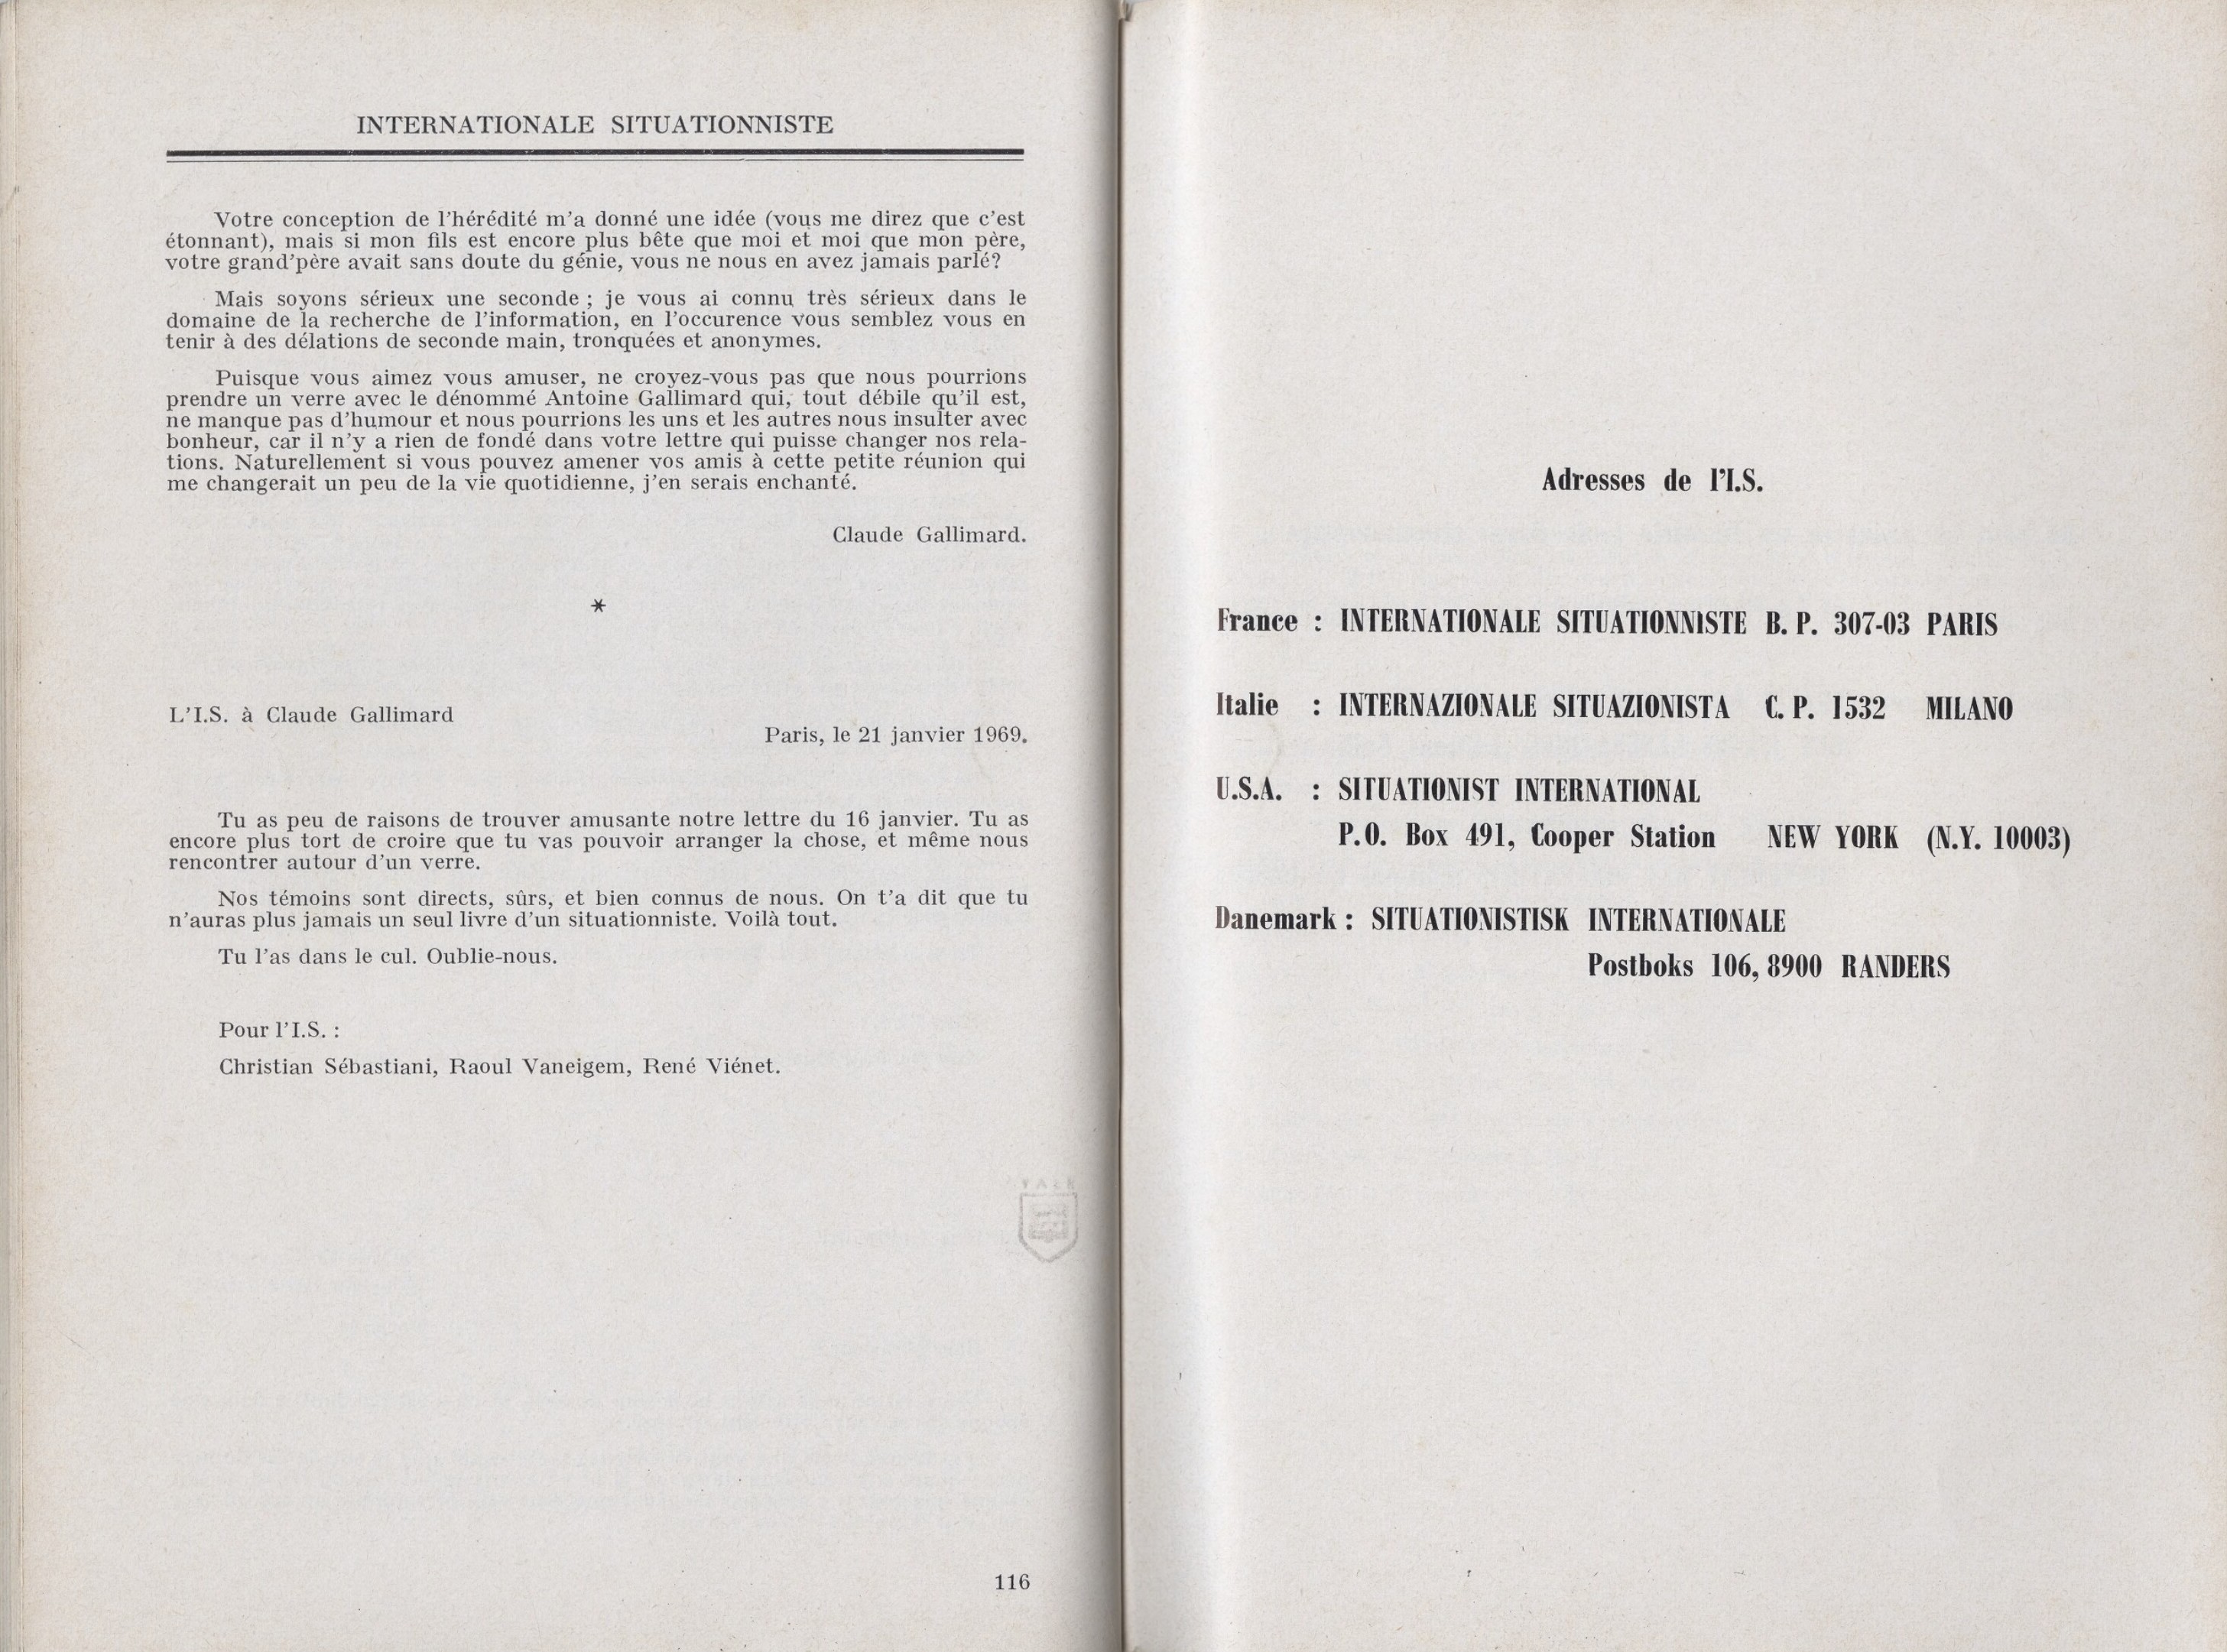 INTERNATIONALE SITUATIONNISTE
Votre conception de l'hérédité m'a donné une idée (vous me direz que c'est
étonnant), mais si mon fils est encore plus bête que moi et moi que mon père,
votre grand'père avait sans doute du génie, vous ne nous en avez jamais parlé?
Mais soyons sérieux une seconde ; je vous ai connu très sérieux dans le
domaine de la recherche de l'information, en l'occurence vous semblez vous en
tenir à des délations de seconde main, tronquées et anonymes.
Puisque vous aimez vous amuser, ne croyez-vous pas que nous pourrions
prendre un verre avec le dénommé Antoine Gallimard qui, tout débile qu'il est,
ne manque pas d'humour et nous pourrions les uns et les autres nous insulter avec
bonheur, car il n'y a rien de fondé dans votre lettre qui puisse changer nos rela-
tions. Naturellement si vous pouvez amener vos amis à cette petite réunion qui
me changerait un peu de la vie quotidienne, j'en serais enchanté.
Claude Gallimard.
*
L'I.S. à Claude Gallimard
Paris, le 21 janvier 1969.
Tu as peu de raisons de trouver amusante notre lettre du 16 janvier. Tu as
encore plus tort de croire que tu vas pouvoir arranger la chose, et même nous
rencontrer autour d'un verre.
Nos témoins sont directs, sûrs, et bien connus de nous. On t'a dit que tu
n'auras plus jamais un seul livre d'un situationniste. Voilà tout.
Tu l'as dans le cul. Oublie-nous.
Pour l'I.S. :
Christian Sébastiani, Raoul Vaneigem, René Viénet.
YALE
116
Adresses de l'I.S.
France : INTERNATIONALE SITUATIONNISTE B. P. 307-03 PARIS
Italie : INTERNAZIONALE SITUAZIONISTA C. P. 1532 MILANO
U.S.A. : SITUATIONIST INTERNATIONAL
P.O. Box 491, Cooper Station NEW YORK (N.Y. 10003)
Danemark : SITUATIONISTISK INTERNATIONALE
Postboks 106, 8900 RANDERS